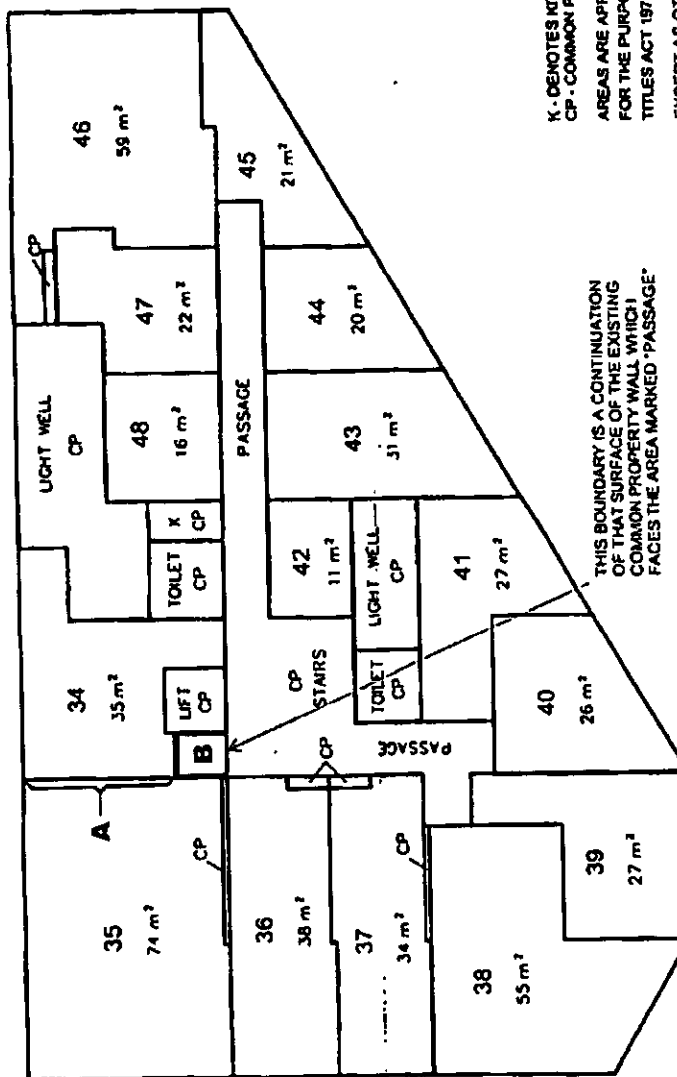 46
59 m²
CP
45
21 m²
47
22 m²
44
20 m²
LIGHT WELL
CP
48
16 m²
PASSAGE
43
31 m²
K
CP
TOILET
CP
42
11 m²
LIGHT WELL
CP
41
27 m²
34
35 m²
LIFT
CP
CP
STAIRS
TOILET
CP
40
26 m²
B
PASSAGE
CP
A
35
74 m²
CP
36
38 m²
37
34 m²
CP
38
55 m²
39
27 m²
THIS BOUNDARY IS A CONTINUATION
OF THAT SURFACE OF THE EXISTING
COMMON PROPERTY WALL WHICH
FACES THE AREA MARKED "PASSAGE"
K - DENOTES
CP - COMMON
AREAS ARE
FOR THE
TITLES ACT